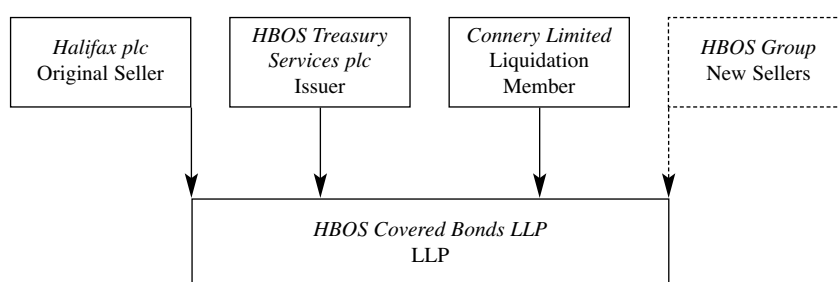 Halifax plc
Original Seller
HBOS Treasury
Services plc
Issuer
Connery Limited
Liquidation
Member
HBOS Group
New Sellers
HBOS Covered Bonds LLP
LLP